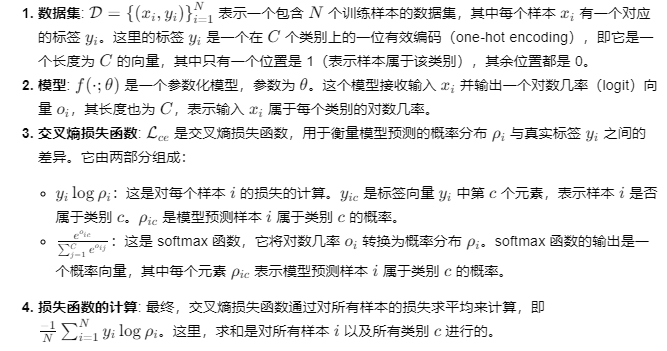 1. 数据集: $\mathcal{D} = \{(x_i, y_i)\}_{i=1}^{N}$ 表示一个包含 $N$ 个训练样本的数据集，其中每个样本 $x_i$ 有一个对应
的标签 $y_i$。这里的标签 $y_i$ 是一个在 $C$ 个类别上的一位有效编码（one-hot encoding），即它是
一个长度为 $C$ 的向量，其中只有一个位置是 1（表示样本属于该类别），其余位置都是 0。
2. 模型: $f(\cdot; \theta)$ 是一个参数化模型，参数为 $\theta$。这个模型接收输入 $x_i$ 并输出一个对数几率（logit）向
量 $o_i$，其长度也为 $C$，表示输入 $x_i$ 属于每个类别的对数几率。
3. 交叉熵损失函数: $\mathcal{L}_{ce}$ 是交叉熵损失函数，用于衡量模型预测的概率分布 $\rho_i$ 与真实标签 $y_i$ 之间的
差异。它由两部分组成：
○ $y_i \log \rho_i$：这是对每个样本 $i$ 的损失的计算。$y_{ic}$ 是标签向量 $y_i$ 中第 $c$ 个元素，表示样本 $i$ 是否
属于类别 $c$。$\rho_{ic}$ 是模型预测样本 $i$ 属于类别 $c$ 的概率。
○ $\frac{e^{o_{ic}}}{\sum_{j=1}^{C} e^{o_{ij}}}$：这是 softmax 函数，它将对数几率 $o_i$ 转换为概率分布 $\rho_i$。softmax 函数的输出是一
个概率向量，其中每个元素 $\rho_{ic}$ 表示模型预测样本 $i$ 属于类别 $c$ 的概率。
4. 损失函数的计算: 最终，交叉熵损失函数通过对所有样本的损失求平均来计算，即
$\frac{-1}{N} \sum_{i=1}^{N} y_i \log \rho_i$。这里，求和是对所有样本 $i$ 以及所有类别 $c$ 进行的。